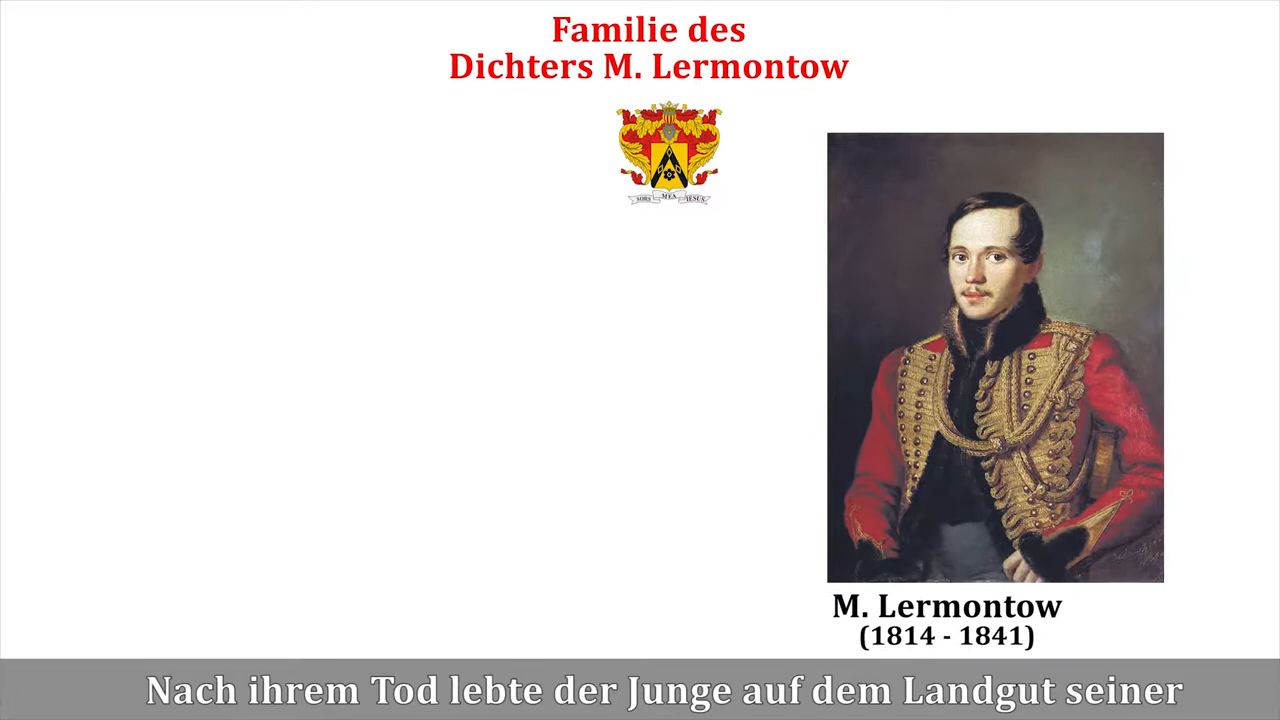 Familie des
Dichters M. Lermontow
SORS MEA JESUS
M. Lermontow
(1814 - 1841)
Nach ihrem Tod lebte der Junge auf dem Landgut seiner